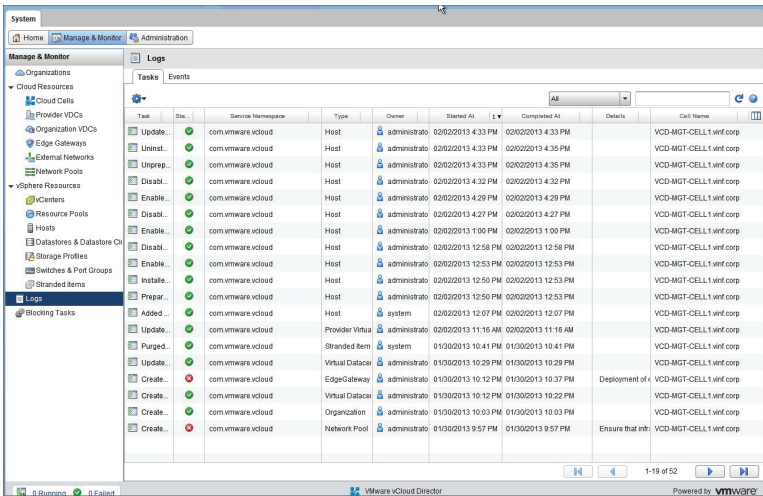 System
Home Manage & Monitor Administration
Manage & Monitor
Organizations
Cloud Resources
Cloud Cells
Provider VDCs
Organization VDCs
Edge Gateways
External Networks
Network Pools
vSphere Resources
vCenters
Resource Pools
Hosts
Datastores & Datastore Clu
Storage Profiles
Switches & Port Groups
Stranded Items
Logs
Blocking Tasks
Logs
Tasks Events
All
Task Sta... Service Namespace Type Owner Started At 1 Completed At Details Cell Name
Update... com.vmware.vcloud Host administrato 02/02/2013 4:33 PM 02/02/2013 4:33 PM VCD-MGT-CELL1.vinf.corp
Uninst... com.vmware.vcloud Host administrato 02/02/2013 4:33 PM 02/02/2013 4:35 PM VCD-MGT-CELL1.vinf.corp
Unprep... com.vmware.vcloud Host administrato 02/02/2013 4:33 PM 02/02/2013 4:35 PM VCD-MGT-CELL1.vinf.corp
Disabl... com.vmware.vcloud Host administrato 02/02/2013 4:32 PM 02/02/2013 4:32 PM VCD-MGT-CELL1.vinf.corp
Enable... com.vmware.vcloud Host administrato 02/02/2013 4:29 PM 02/02/2013 4:29 PM VCD-MGT-CELL1.vinf.corp
Disabl... com.vmware.vcloud Host administrato 02/02/2013 4:27 PM 02/02/2013 4:27 PM VCD-MGT-CELL1.vinf.corp
Enable... com.vmware.vcloud Host administrato 02/02/2013 1:00 PM 02/02/2013 1:00 PM VCD-MGT-CELL1.vinf.corp
Disabl... com.vmware.vcloud Host administrato 02/02/2013 12:58 PM 02/02/2013 12:58 PM VCD-MGT-CELL1.vinf.corp
Enable... com.vmware.vcloud Host administrato 02/02/2013 12:53 PM 02/02/2013 12:53 PM VCD-MGT-CELL1.vinf.corp
Installe... com.vmware.vcloud Host administrato 02/02/2013 12:50 PM 02/02/2013 12:53 PM VCD-MGT-CELL1.vinf.corp
Prepar... com.vmware.vcloud Host administrato 02/02/2013 12:50 PM 02/02/2013 12:53 PM VCD-MGT-CELL1.vinf.corp
Added ... com.vmware.vcloud Host system 02/02/2013 12:07 PM 02/02/2013 12:07 PM VCD-MGT-CELL1.vinf.corp
Update... com.vmware.vcloud Provider Virtua administrato 02/02/2013 11:16 AM 02/02/2013 11:16 AM VCD-MGT-CELL1.vinf.corp
Purged... com.vmware.vcloud Stranded Item system 01/30/2013 10:41 PM 01/30/2013 10:41 PM VCD-MGT-CELL1.vinf.corp
Update... com.vmware.vcloud Virtual Datacen administrato 01/30/2013 10:29 PM 01/30/2013 10:29 PM VCD-MGT-CELL1.vinf.corp
Create... com.vmware.vcloud EdgeGateway administrato 01/30/2013 10:12 PM 01/30/2013 10:37 PM Deployment of e VCD-MGT-CELL1.vinf.corp
Create... com.vmware.vcloud Virtual Datacen administrato 01/30/2013 10:12 PM 01/30/2013 10:22 PM VCD-MGT-CELL1.vinf.corp
Create... com.vmware.vcloud Organization administrato 01/30/2013 10:03 PM 01/30/2013 10:03 PM VCD-MGT-CELL1.vinf.corp
Create... com.vmware.vcloud Network Pool administrato 01/30/2013 9:57 PM 01/30/2013 9:57 PM Ensure that infra VCD-MGT-CELL1.vinf.corp
1-19 of 52
0 Running 0 Failed VMware vCloud Director Powered by vmware